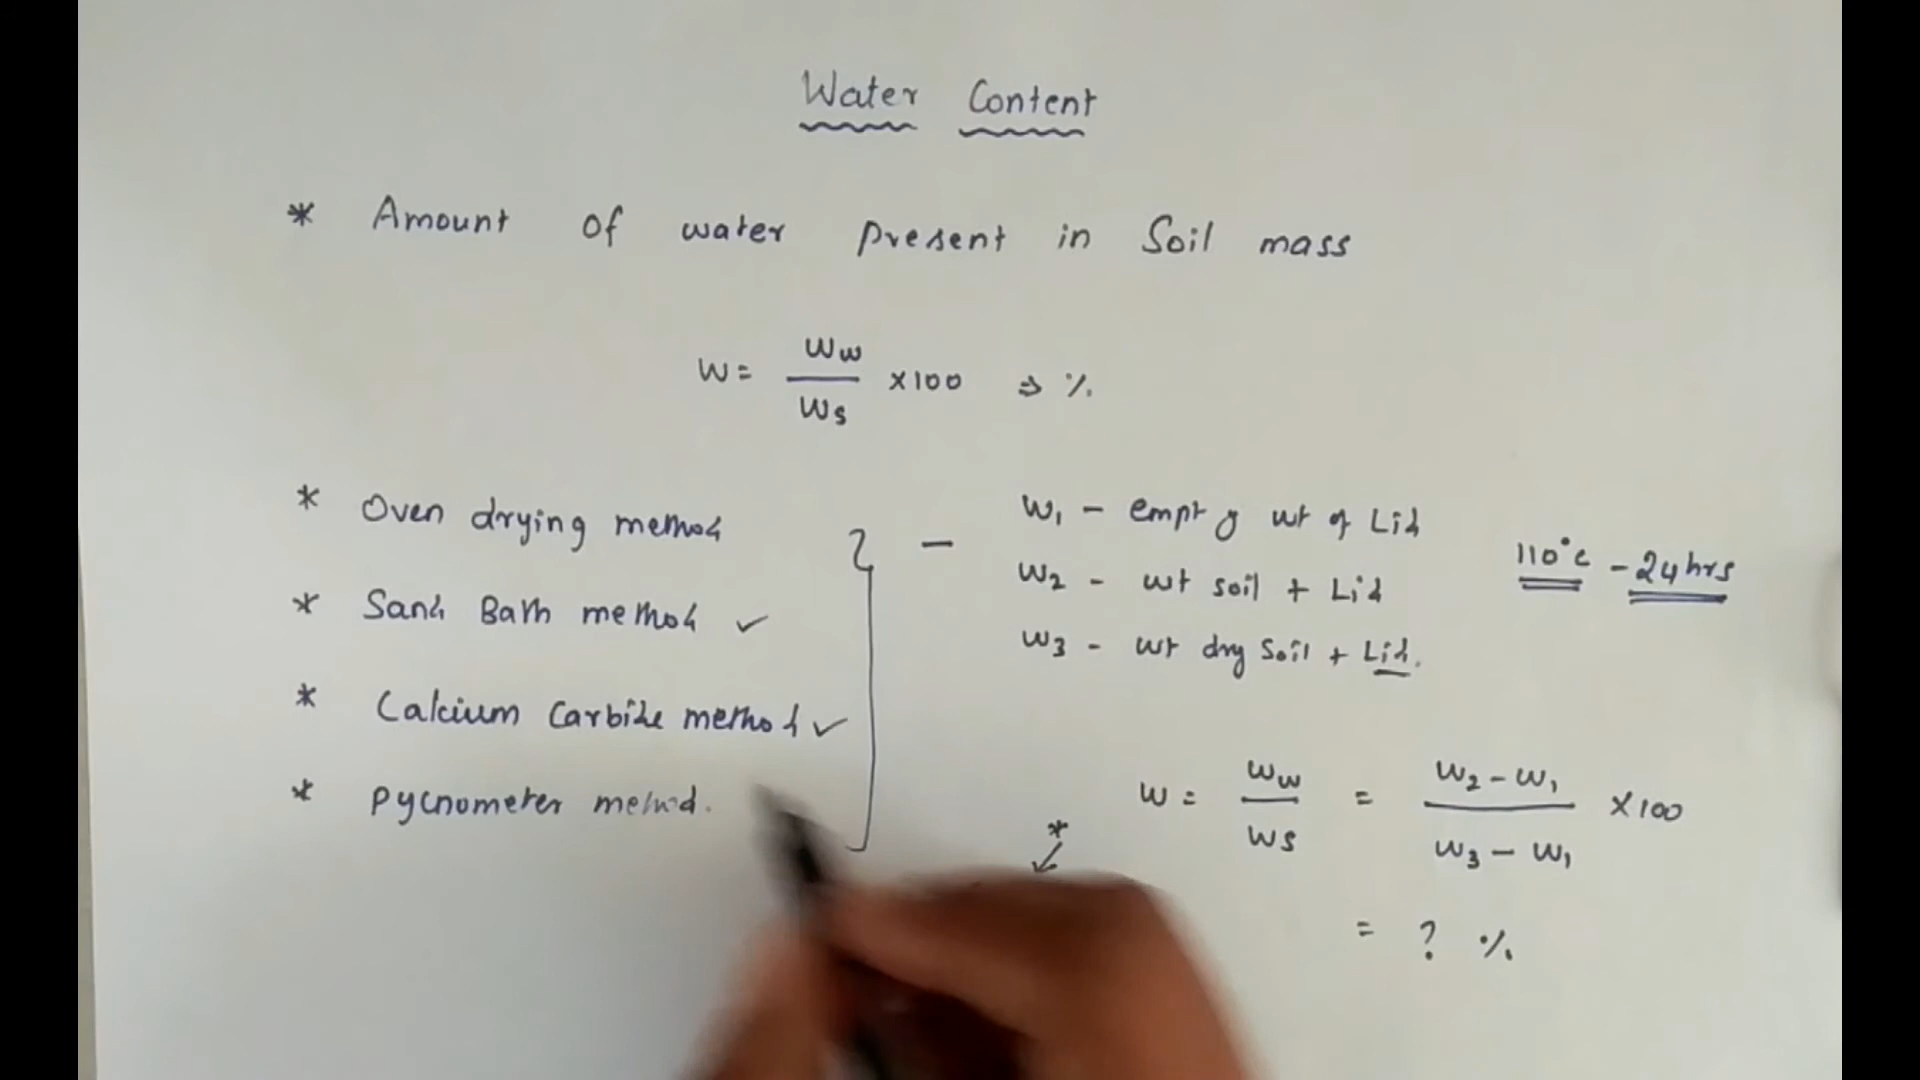 Water Content
* Amount of water present in Soil mass
W = Ww / Ws ×100 ⇒ %
* Oven drying method
* Sand Bath method ✓
* Calcium Carbide method ✓
* Pycnometer method.
} -
W1 - empty wt of Lid
W2 - wt soil + Lid
W3 - wt dry soil + Lid.
110°c - 24hrs
W = Ww / Ws = W2 - W1 / W3 - W1 × 100
*
= ? %